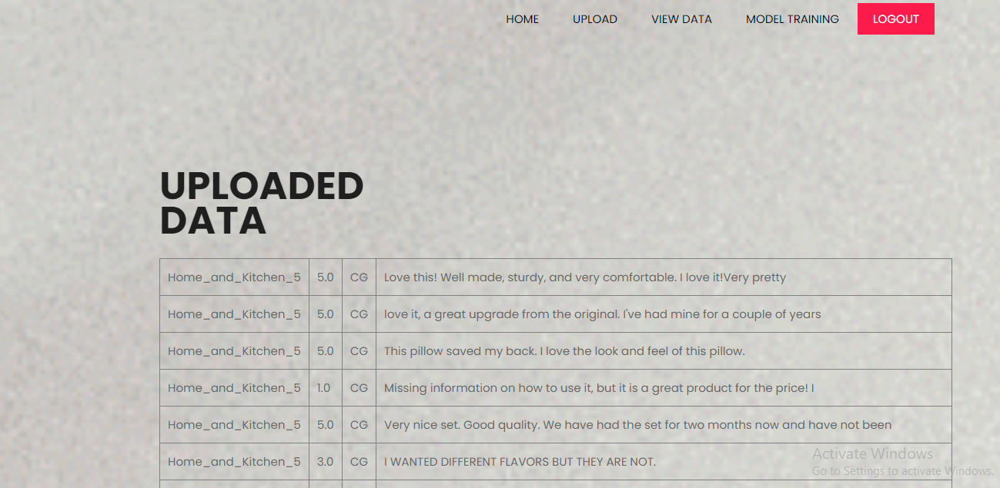 HOME UPLOAD VIEW DATA MODEL TRAINING LOGOUT
UPLOADED
DATA
Home_and_Kitchen_5 5.0 CG Love this! Well made, sturdy, and very comfortable. I love it!Very pretty
Home_and_Kitchen_5 5.0 CG love it, a great upgrade from the original. I've had mine for a couple of years
Home_and_Kitchen_5 5.0 CG This pillow saved my back. I love the look and feel of this pillow.
Home_and_Kitchen_5 1.0 CG Missing information on how to use it, but it is a great product for the price! I
Home_and_Kitchen_5 5.0 CG Very nice set. Good quality. We have had the set for two months now and have not been
Home_and_Kitchen_5 3.0 CG I WANTED DIFFERENT FLAVORS BUT THEY ARE NOT.
Activate Windows
Go to Settings to activate Windows.